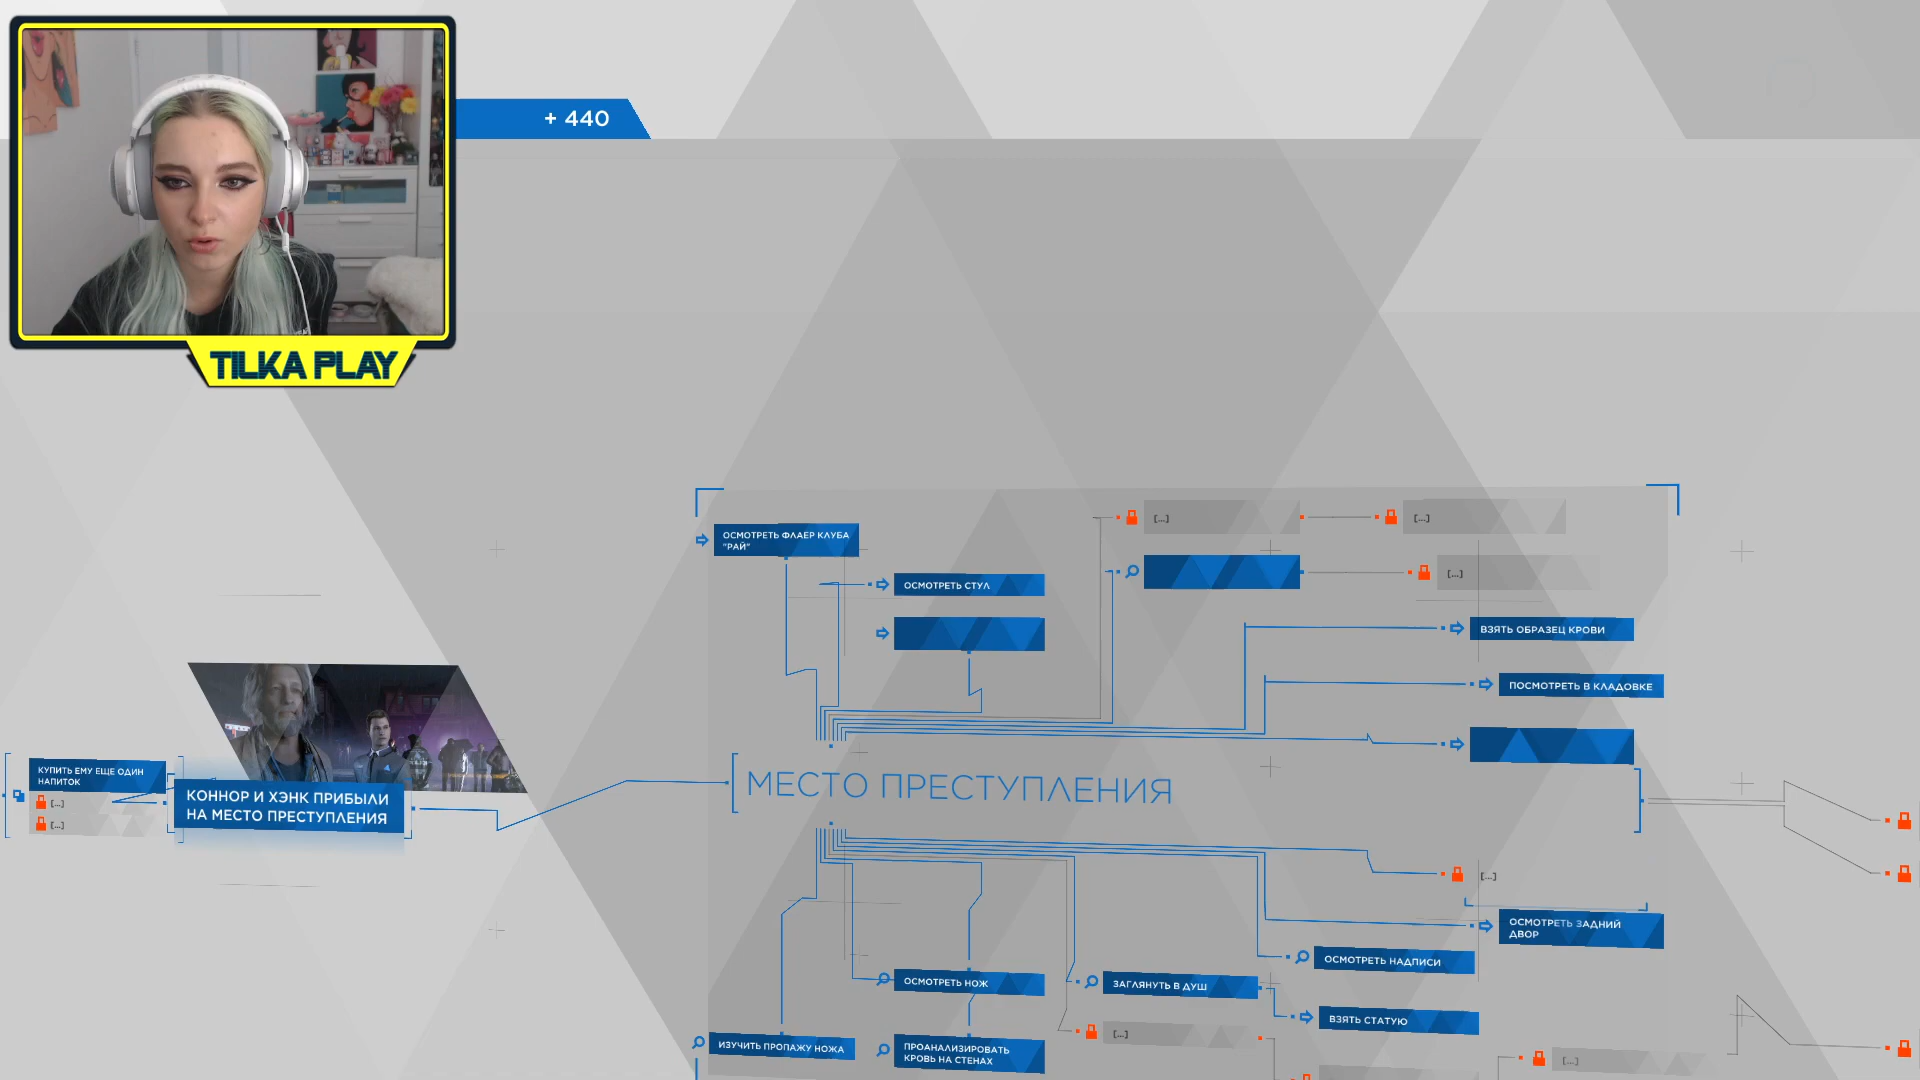 + 440
TILKA PLAY
ОСМОТРЕТЬ ФЛАЕР КЛУБА
"РАЙ"
[...]
[...]
ОСМОТРЕТЬ СТУЛ
[...]
ВЗЯТЬ ОБРАЗЕЦ КРОВИ
ПОСМОТРЕТЬ В КЛАДОВКЕ
КУПИТЬ ЕМУ ЕЩЕ ОДИН
НАПИТОК
[...]
[...]
КОННОР И ХЭНК ПРИБЫЛИ
НА МЕСТО ПРЕСТУПЛЕНИЯ
МЕСТО ПРЕСТУПЛЕНИЯ
[...]
ОСМОТРЕТЬ ЗАДНИЙ
ДВОР
ОСМОТРЕТЬ НАДПИСИ
ОСМОТРЕТЬ НОЖ
ЗАГЛЯНУТЬ В ДУШ
ВЗЯТЬ СТАТУЮ
[...]
ИЗУЧИТЬ ПРОПАЖУ НОЖА
ПРОАНАЛИЗИРОВАТЬ
КРОВЬ НА СТЕНАХ
[...]